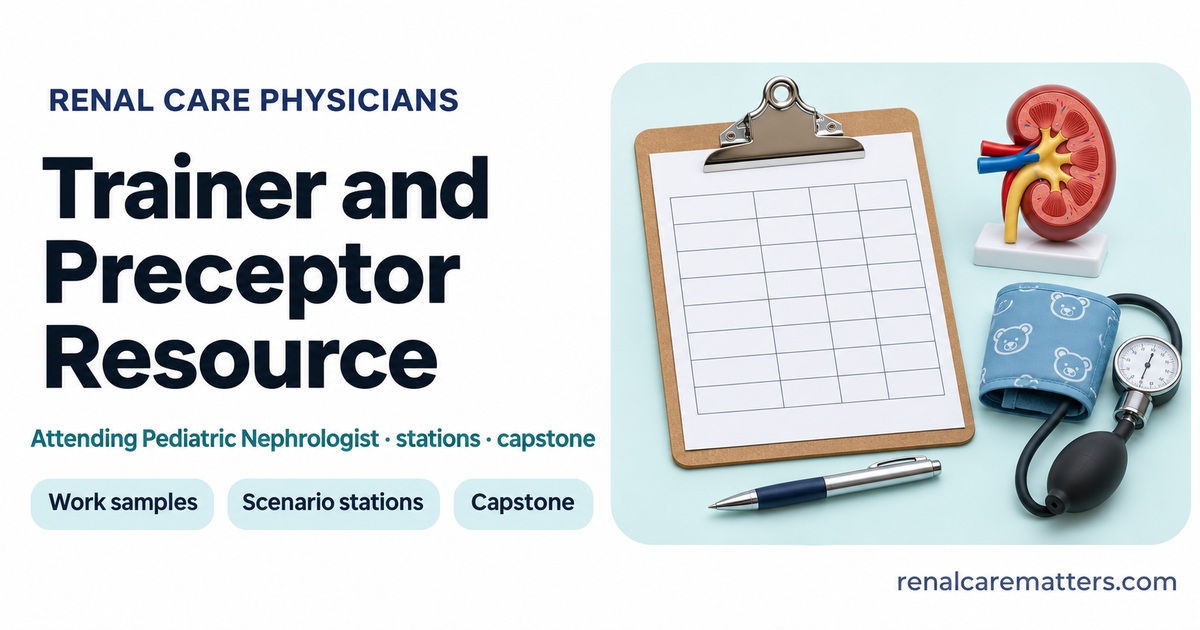 RENAL CARE PHYSICIANS
Trainer and
Preceptor
Resource
Attending Pediatric Nephrologist · stations · capstone
Work samples
Scenario stations
Capstone
renalcarematters.com